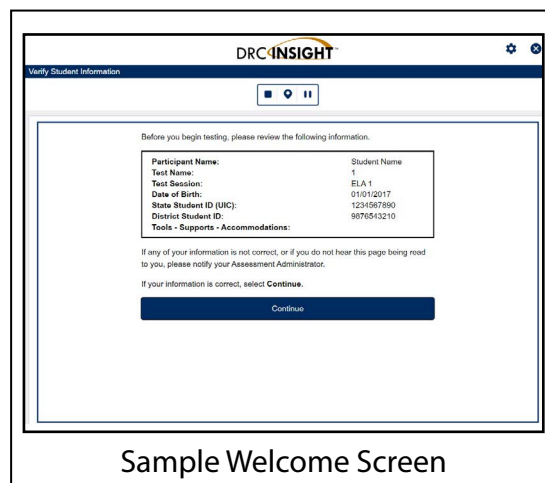 DRC INSIGHT™
Verify Student Information
Before you begin testing, please review the following information.
Participant Name: Student Name
Test Name: 1
Test Session: ELA 1
Date of Birth: 01/01/2017
State Student ID (UIC): 1234567890
District Student ID: 9876543210
Tools - Supports - Accommodations:
If any of your information is not correct, or if you do not hear this page being read
to you, please notify your Assessment Administrator.
If your information is correct, select Continue.
Continue
Sample Welcome Screen